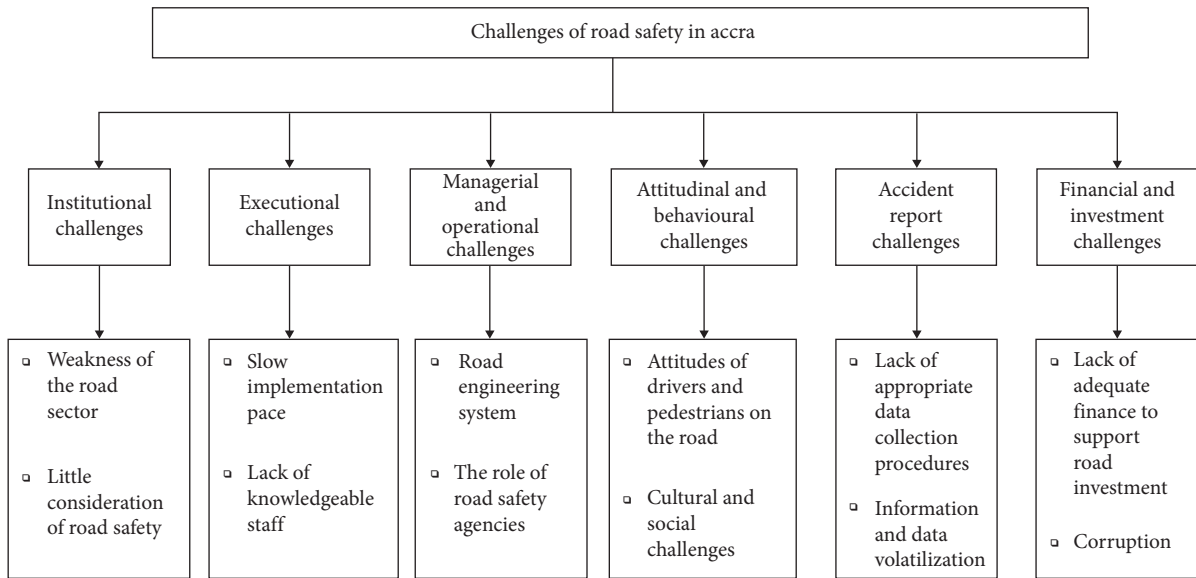 Challenges of road safety in accra
Institutional
challenges
Executional
challenges
Managerial
and
operational
challenges
Attitudinal and
behavioural
challenges
Accident
report
challenges
Financial and
investment
challenges
Weakness of
the road
sector
Little
consideration
of road safety
Slow
implementation
pace
Lack of
knowledgeable
staff
Road
engineering
system
The role of
road safety
agencies
Attitudes of
drivers and
pedestrians on
the road
Cultural and
social
challenges
Lack of
appropriate
data
collection
procedures
Information
and data
volatilization
Lack of
adequate
finance to
support
road
investment
Corruption